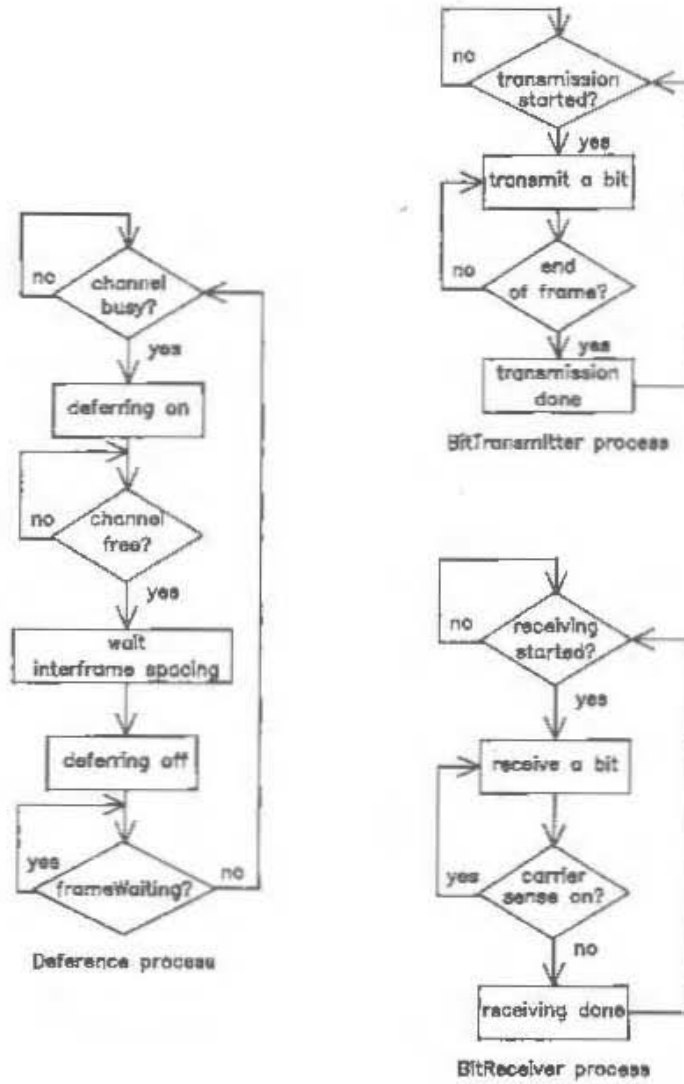 no
channel
busy?
yes
deferring on
no
channel
free?
yes
wait
interframe spacing
deferring off
yes
frameWaiting?
no
Deference process
no
transmission
started?
yes
transmit a bit
no
end
of frame?
yes
transmission
done
BitTransmitter process
no
receiving
started?
yes
receive a bit
yes
carrier
sense on?
no
receiving done
BitReceiver process